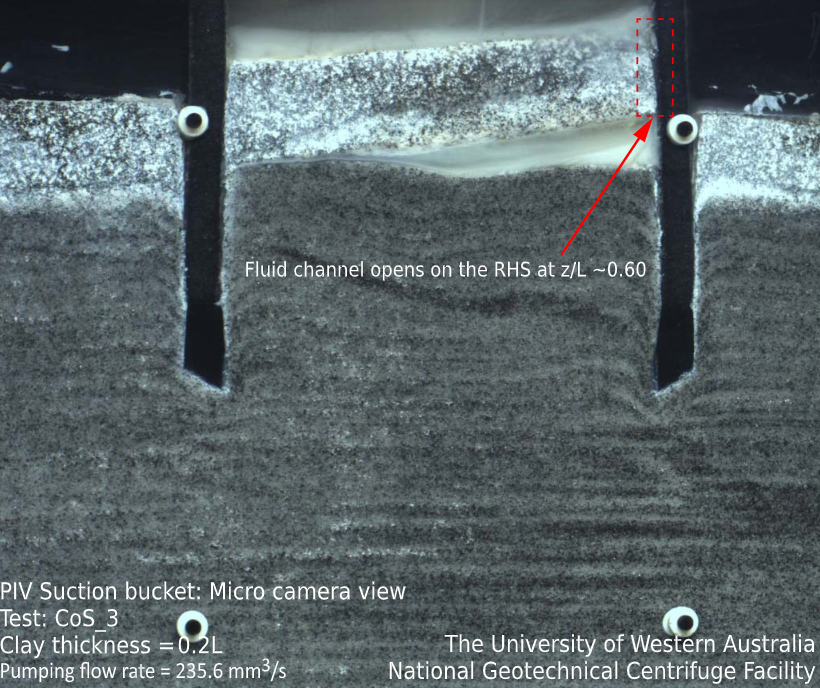 Fluid channel opens on the RHS at z/L ~0.60
PIV Suction bucket: Micro camera view
Test: CoS_3
Clay thickness = 0.2L
Pumping flow rate = 235.6 mm³/s
The University of Western Australia
National Geotechnical Centrifuge Facility